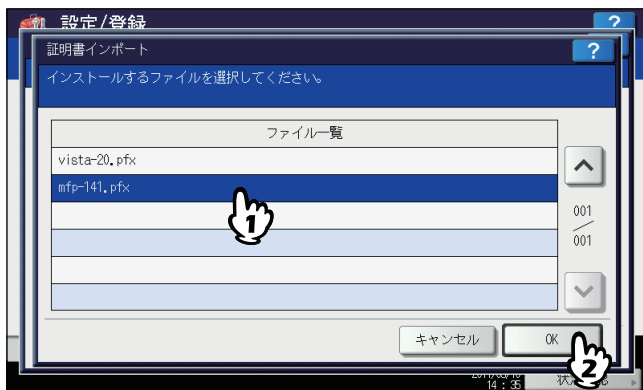 設定/登録
?
証明書インポート
?
インストールするファイルを選択してください。
ファイル一覧
vista-20.pfx
mfp-141.pfx
1
001
001
キャンセル
OK
2
14:35